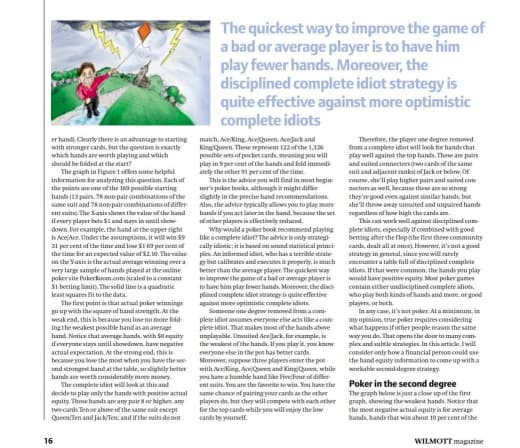 The quickest way to improve the game of
a bad or average player is to have him
play fewer hands. Moreover, the
disciplined complete idiot strategy is
quite effective against more optimistic
complete idiots
er hand). Clearly there is an advantage to starting
with stronger cards, but the question is exactly
which hands are worth playing and which
should be folded at the start?
The graph in Figure 1 offers some helpful
information for analyzing this question. Each of
the points are one of the 169 possible starting
hands (13 pairs, 78 non-pair combinations of the
same suit and 78 non-pair combinations of differ-
ent suits). The X-axis shows the value of the hand
if every player bets $1 and stays in until show-
down. For example, the hand at the upper right
is Ace/Ace. Under the assumptions, it will win $9
31 per cent of the time and lose $1 69 per cent of
the time for an expected value of $2.10. The value
on the Y-axis is the actual average winning over a
very large sample of hands played at the online
poker site PokerRoom.com (scaled to a constant
$1 betting limit). The solid line is a quadratic
least squares fit to the data.
The first point is that actual poker winnings
go up with the square of hand strength. At the
weak end, this is because you lose no more fold-
ing the weakest possible hand as an average
hand. Notice that average hands, with $0 equity
if everyone stays until showdown, have negative
actual expectation. At the strong end, this is
because you lose the most when you have the sec-
ond strongest hand at the table, so slightly better
hands are worth considerably more money.
The complete idiot will look at this and
decide to play only the hands with positive actual
equity. Those hands are any pair 8 or higher, any
two cards Ten or above of the same suit except
Queen/Ten and Jack/Ten; and if the suits do not
match, Ace/King, Ace/Queen, Ace/Jack and
King/Queen. These represent 122 of the 1,326
possible sets of pocket cards, meaning you will
play in 9 per cent of the hands and fold immedi-
ately the other 91 per cent of the time.
This is the advice you will find in most begin-
ner's poker books, although it might differ
slightly in the precise hand recommendations.
Also, the advice typically allows you to play more
hands if you act later in the hand, because the set
of other players is effectively reduced.
Why would a poker book recommend playing
like a complete idiot? The advice is only strategi-
cally idiotic; it is based on sound statistical princi-
ples. An informed idiot, who has a terrible strate-
gy but calibrates and executes it properly, is much
better than the average player. The quickest way
to improve the game of a bad or average player is
to have him play fewer hands. Moreover, the disci-
plined complete idiot strategy is quite effective
against more optimistic complete idiots.
Someone one degree removed from a com-
plete idiot assumes everyone else acts like a com-
plete idiot. That makes most of the hands above
unplayable. Unsuited Ace/Jack, for example, is
the weakest of the hands. If you play it, you know
everyone else in the pot has better cards.
Moreover, suppose three players enter the pot
with Ace/King, Ace/Queen and King/Queen, while
you have a humble hand like Five/Four of differ-
ent suits. You are the favorite to win. You have the
same chance of pairing your cards as the other
players do, but they will compete with each other
for the top cards while you will enjoy the low
cards by yourself.
Therefore, the player one degree removed
from a complete idiot will look for hands that
play well against the top hands. These are pairs
and suited connectors (two cards of the same
suit and adjacent ranks) of Jack or below. Of
course, she'll play higher pairs and suited con-
nectors as well, because these are so strong
they're good even against similar hands, but
she'll throw away unsuited and unpaired hands
regardless of how high the cards are.
This can work well against disciplined com-
plete idiots, especially if combined with good
betting after the flop (the first three community
cards, dealt all at once). However, it's not a good
strategy in general, since you will rarely
encounter a table full of disciplined complete
idiots. If that were common, the hands you play
would have positive equity. Most poker games
contain either undisciplined complete idiots,
who play both kinds of hands and more, or good
players, or both.
In any case, it's not poker. At a minimum, in
my opinion, true poker requires considering
what happens if other people reason the same
way you do. That opens the door to many com-
plex and subtle strategies. In this article, I will
consider only how a financial person could use
the hand equity information to come up with a
workable second-degree strategy.
Poker in the second degree
The graph below is just a close up of the first
graph, showing the weakest hands. Notice that
the most negative actual equity is for average
hands, hands that win about 10 per cent of the
16
WILMOTT magazine